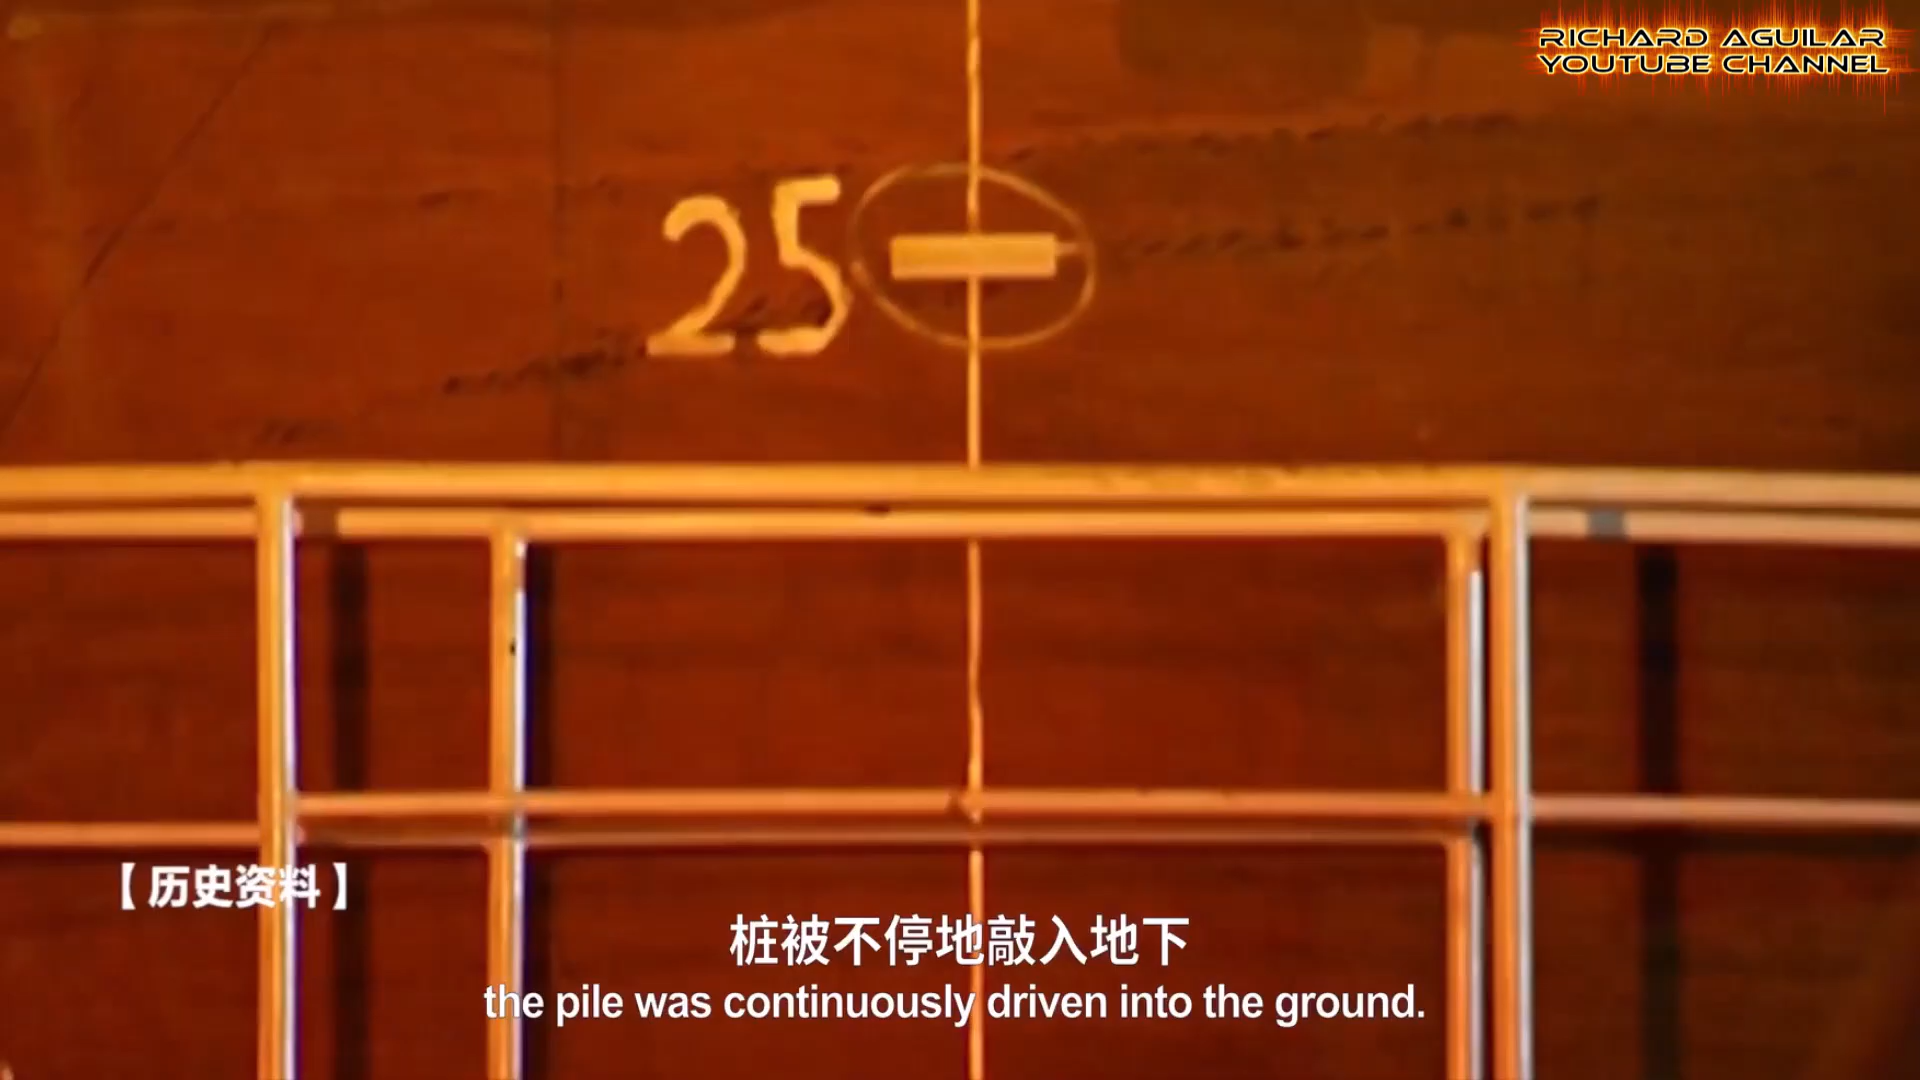 RICHARD AGUILAR
YOUTUBE CHANNEL
25
【历史资料】
桩被不停地敲入地下
the pile was continuously driven into the ground.